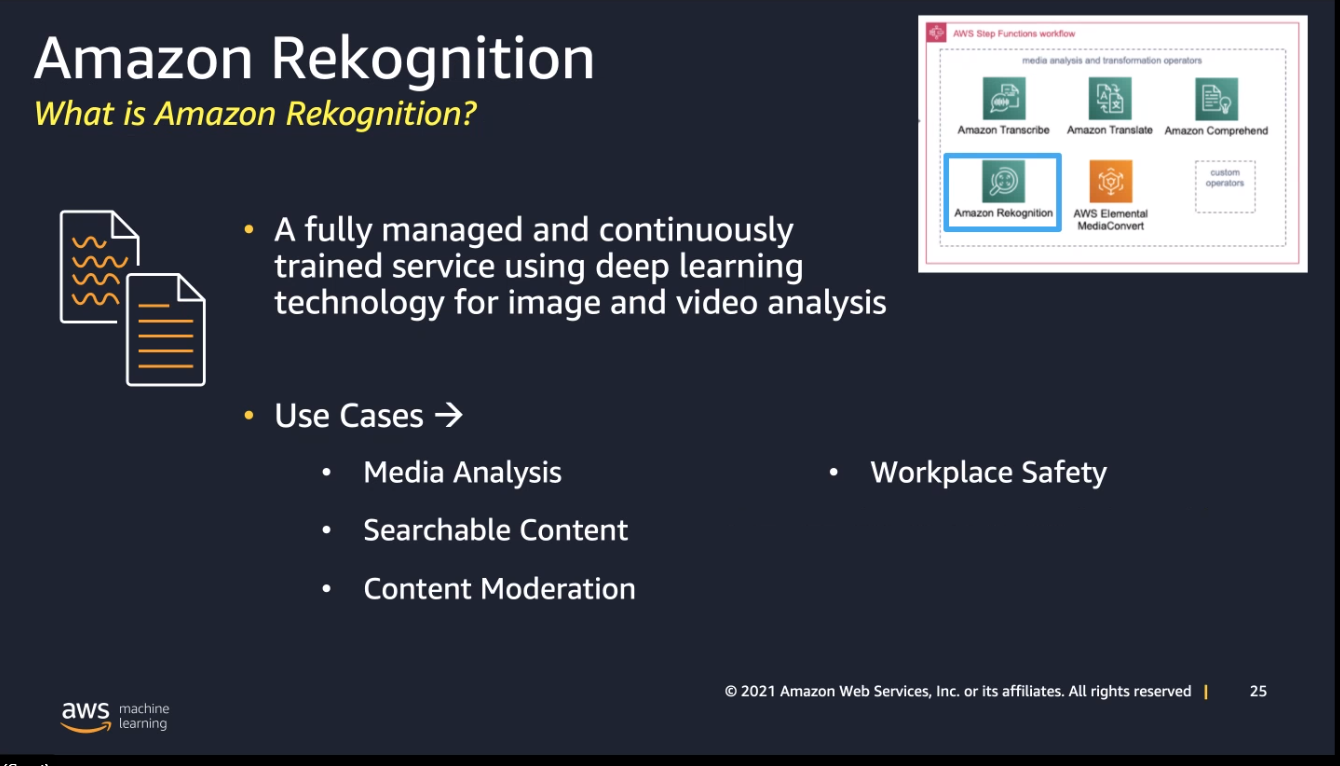 Amazon Rekognition
What is Amazon Rekognition?
AWS Step Functions workflow
media analysis and transformation operators
Amazon Transcribe
Amazon Translate
Amazon Comprehend
Amazon Rekognition
AWS Elemental
MediaConvert
custom
operators
• A fully managed and continuously
trained service using deep learning
technology for image and video analysis
• Use Cases →
• Media Analysis
• Searchable Content
• Content Moderation
• Workplace Safety
© 2021 Amazon Web Services, Inc. or its affiliates. All rights reserved | 25
aws machine
learning